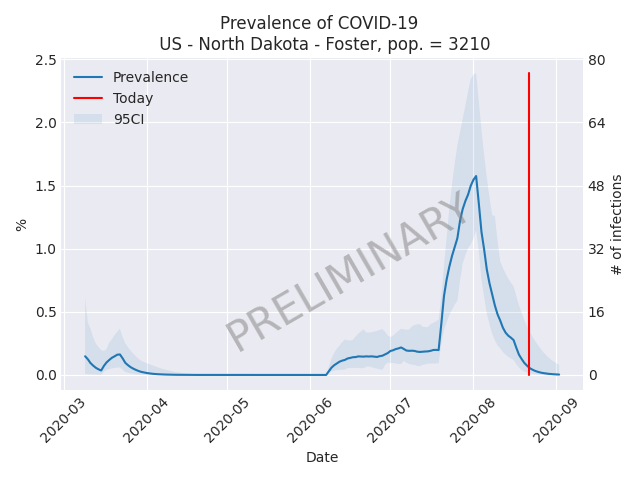 Prevalence of COVID-19
US - North Dakota - Foster, pop. = 3210
2.5
2.0
1.5
1.0
0.5
0.0
%
Prevalence
Today
95CI
PRELIMINARY
80
64
48
32
16
0
# of infections
2020-03
2020-04
2020-05
2020-06
2020-07
2020-08
2020-09
Date